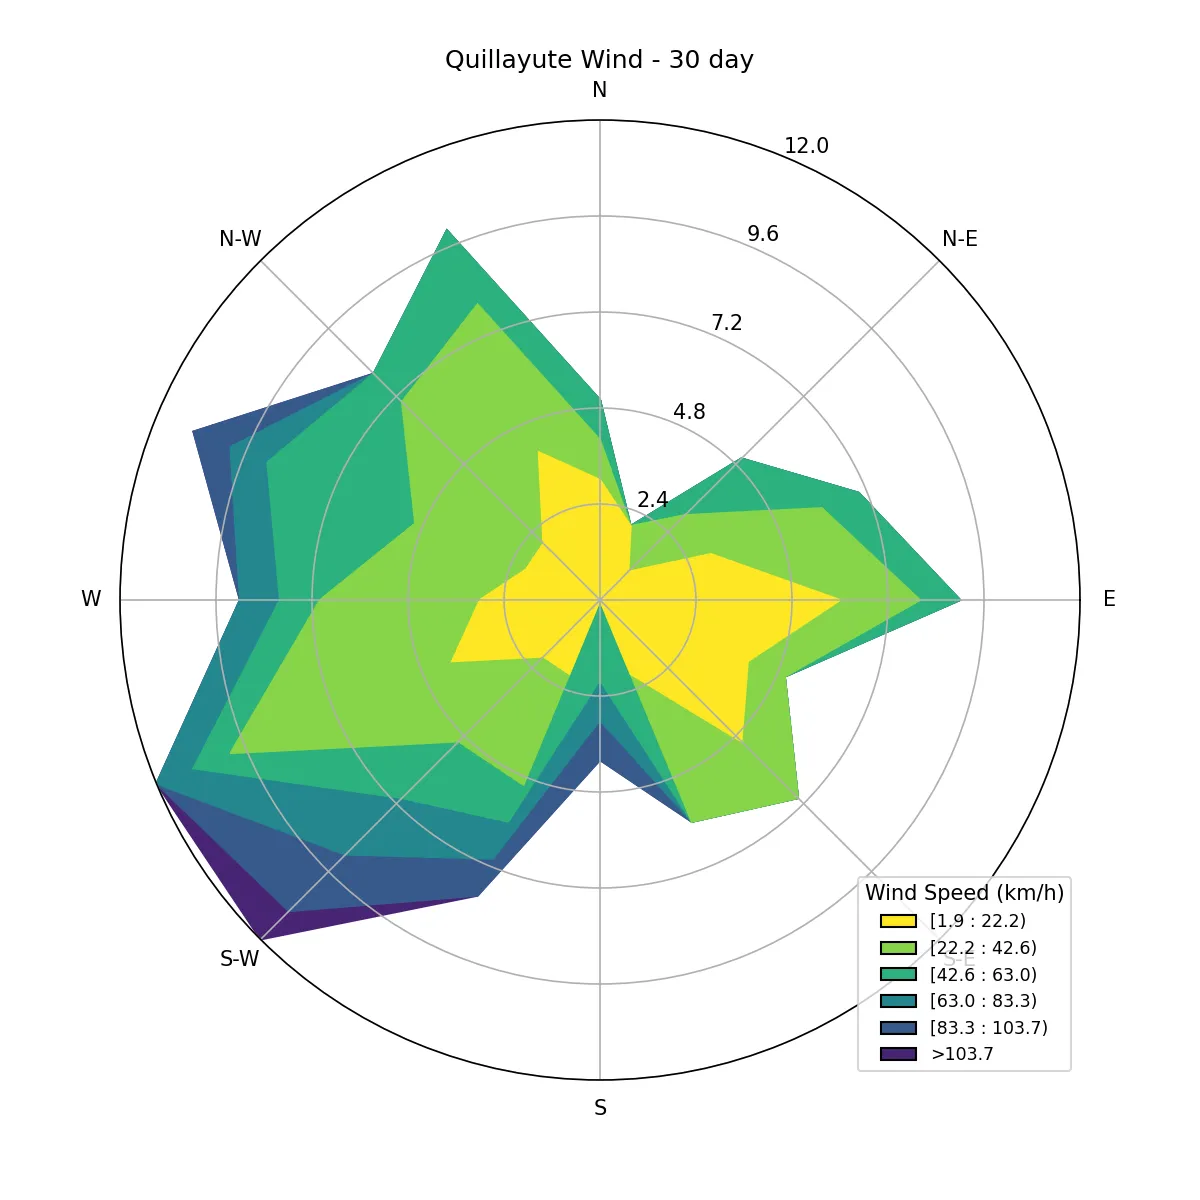 Quillayute Wind - 30 day
N
12.0
N-W
9.6
N-E
7.2
4.8
2.4
W
E
S-W
S-E
S
Wind Speed (km/h)
[1.9 : 22.2)
[22.2 : 42.6)
[42.6 : 63.0)
[63.0 : 83.3)
[83.3 : 103.7)
>103.7